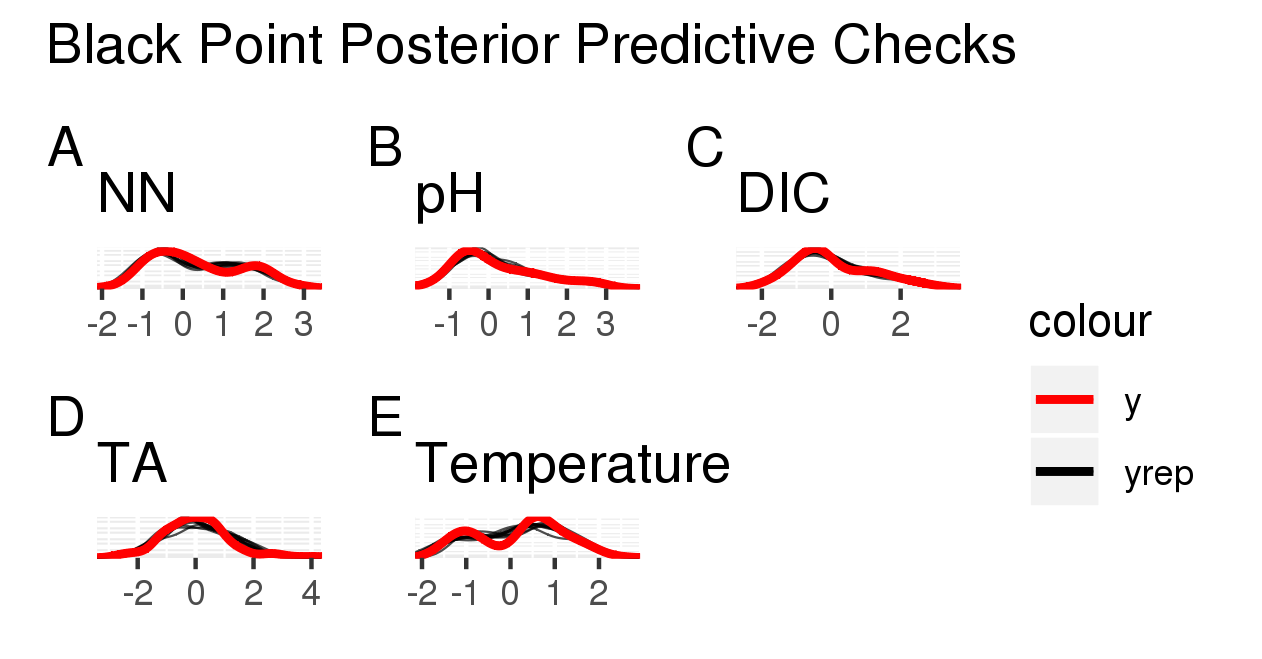 Black Point Posterior Predictive Checks
A
NN
-2 -1 0 1 2 3
B
pH
-1 0 1 2 3
C
DIC
-2 0 2
D
TA
-2 0 2 4
E
Temperature
-2 -1 0 1 2
colour
y
yrep